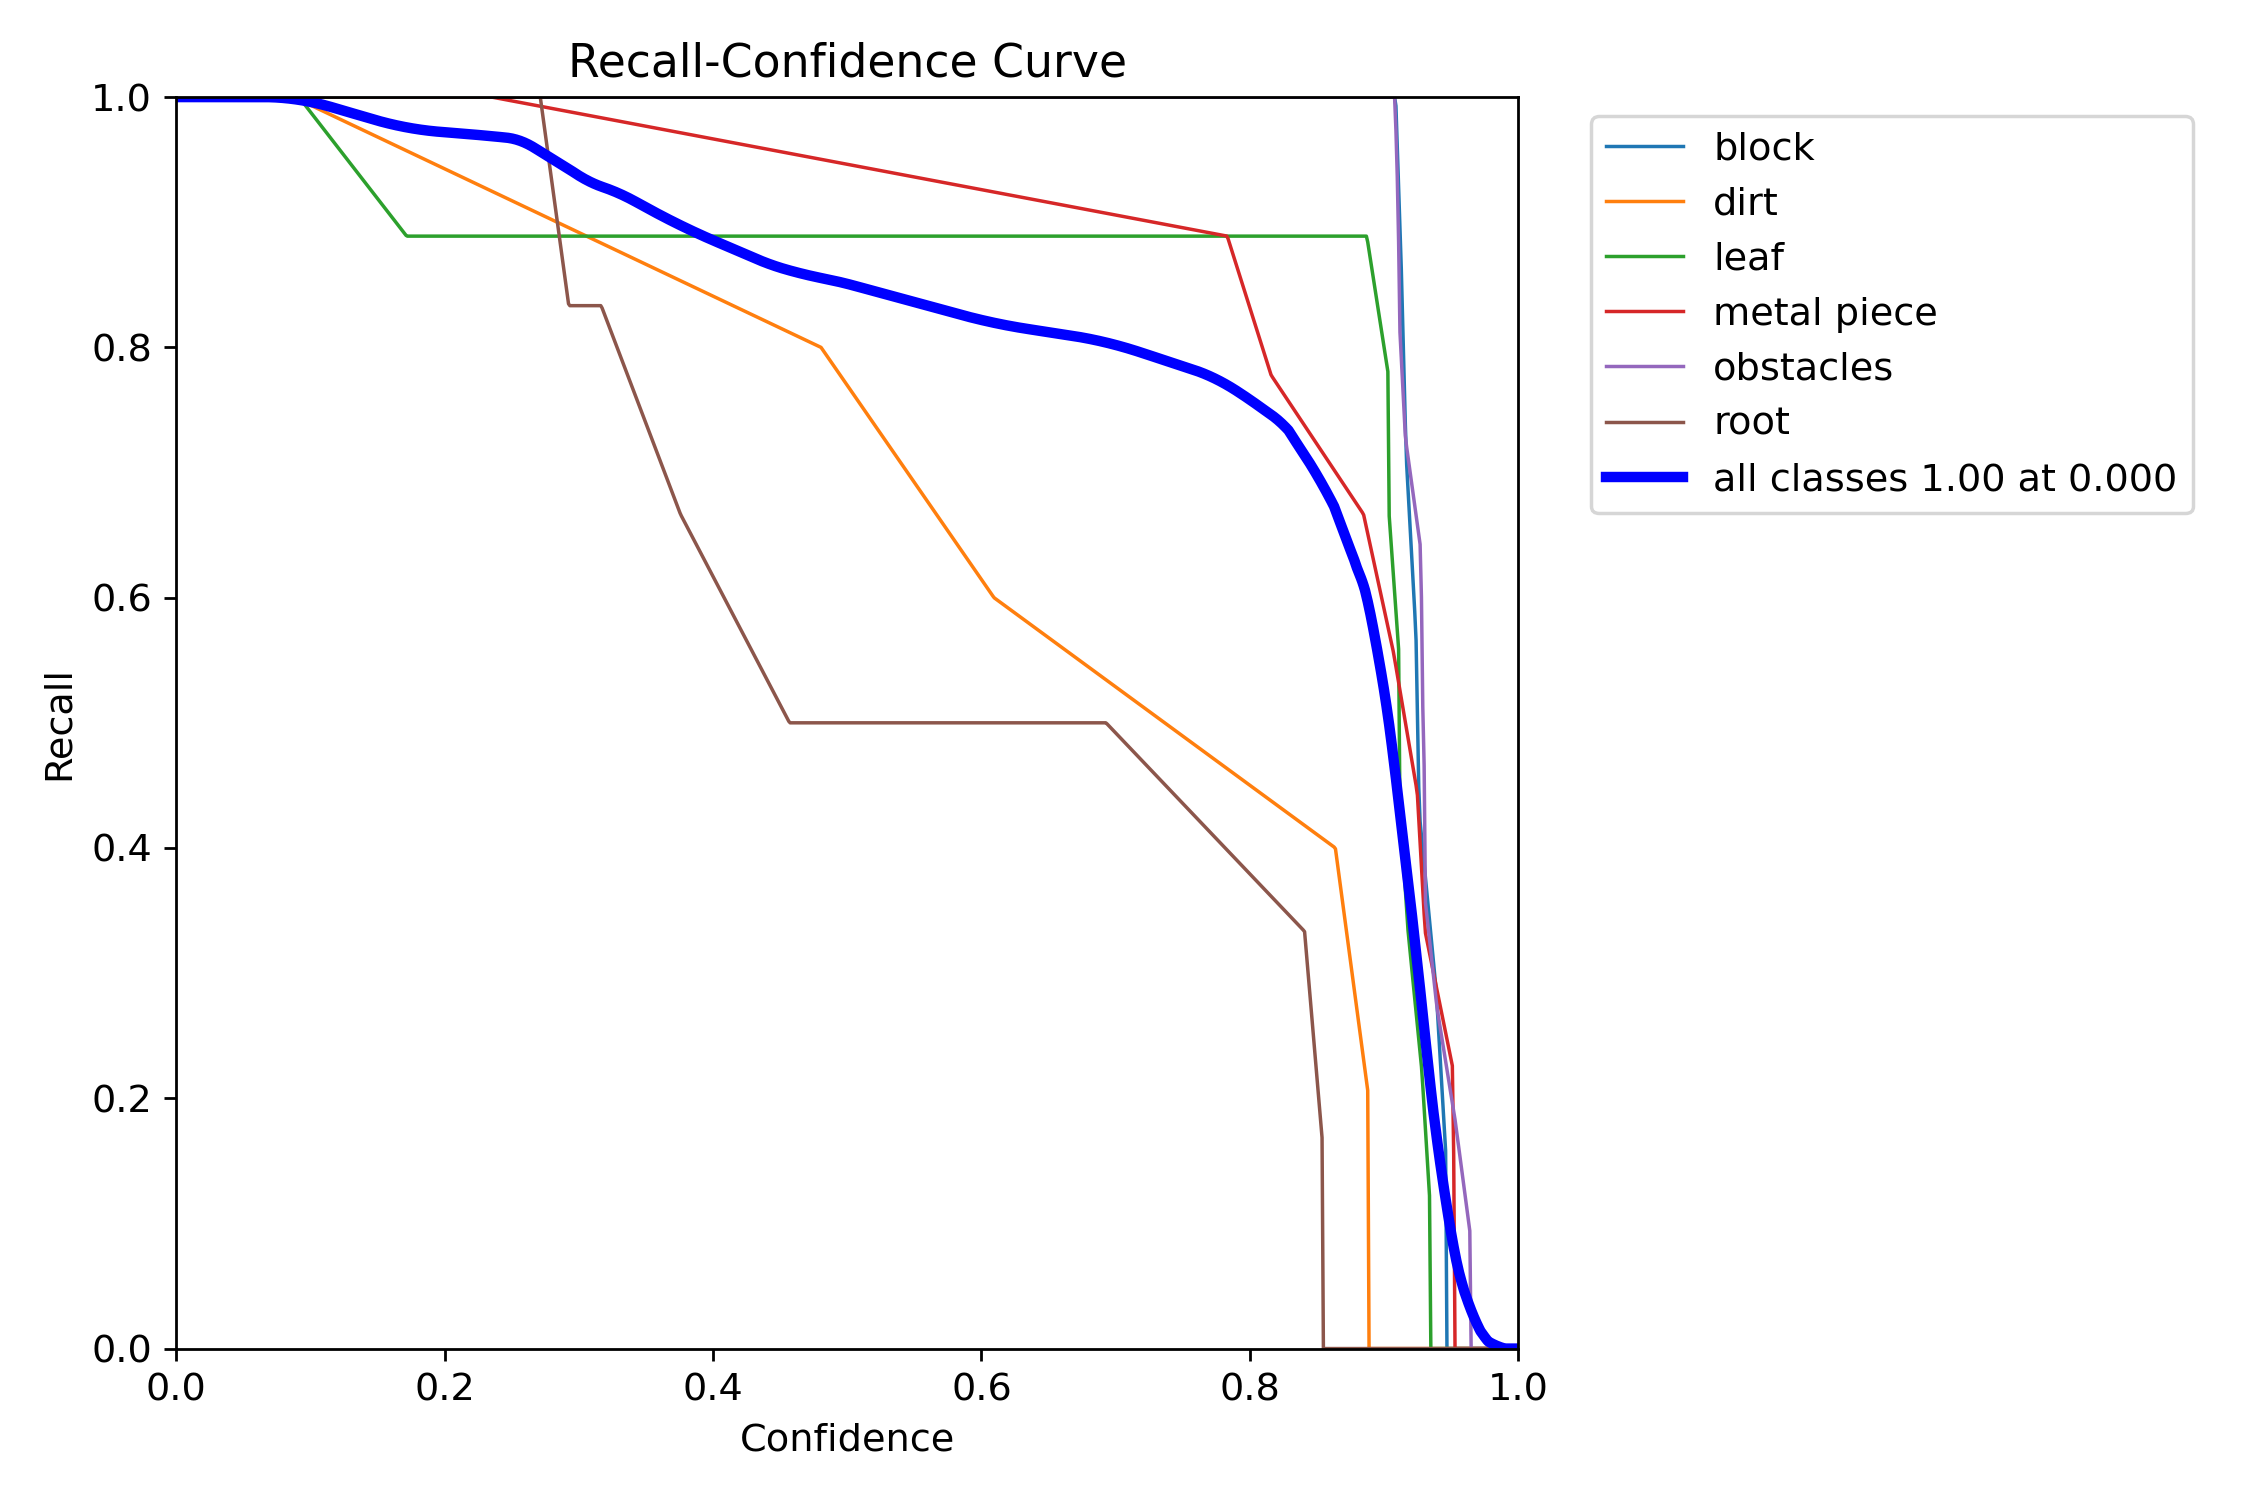 Recall-Confidence Curve
1.0
0.8
0.6
0.4
0.2
0.0
Recall
0.0 0.2 0.4 0.6 0.8 1.0
Confidence
block
dirt
leaf
metal piece
obstacles
root
all classes 1.00 at 0.000